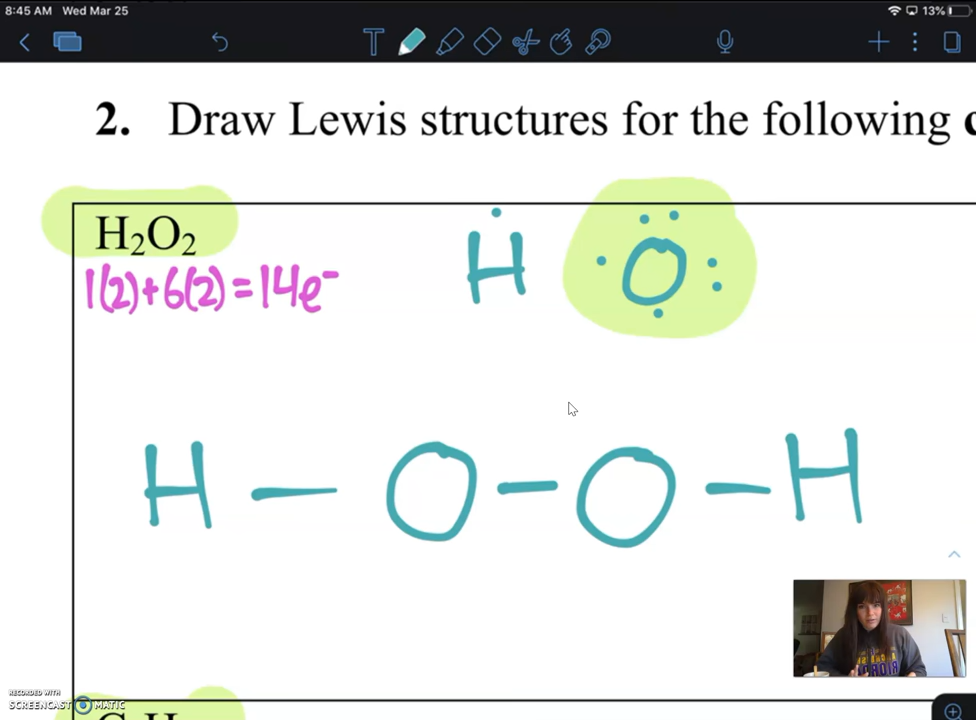 8:45 AM Wed Mar 25 13%
T
2. Draw Lewis structures for the following c
H₂O₂
1(2)+6(2)=14e⁻
H O
H — O — O — H
RECORDED WITH
SCREENCAST MATIC